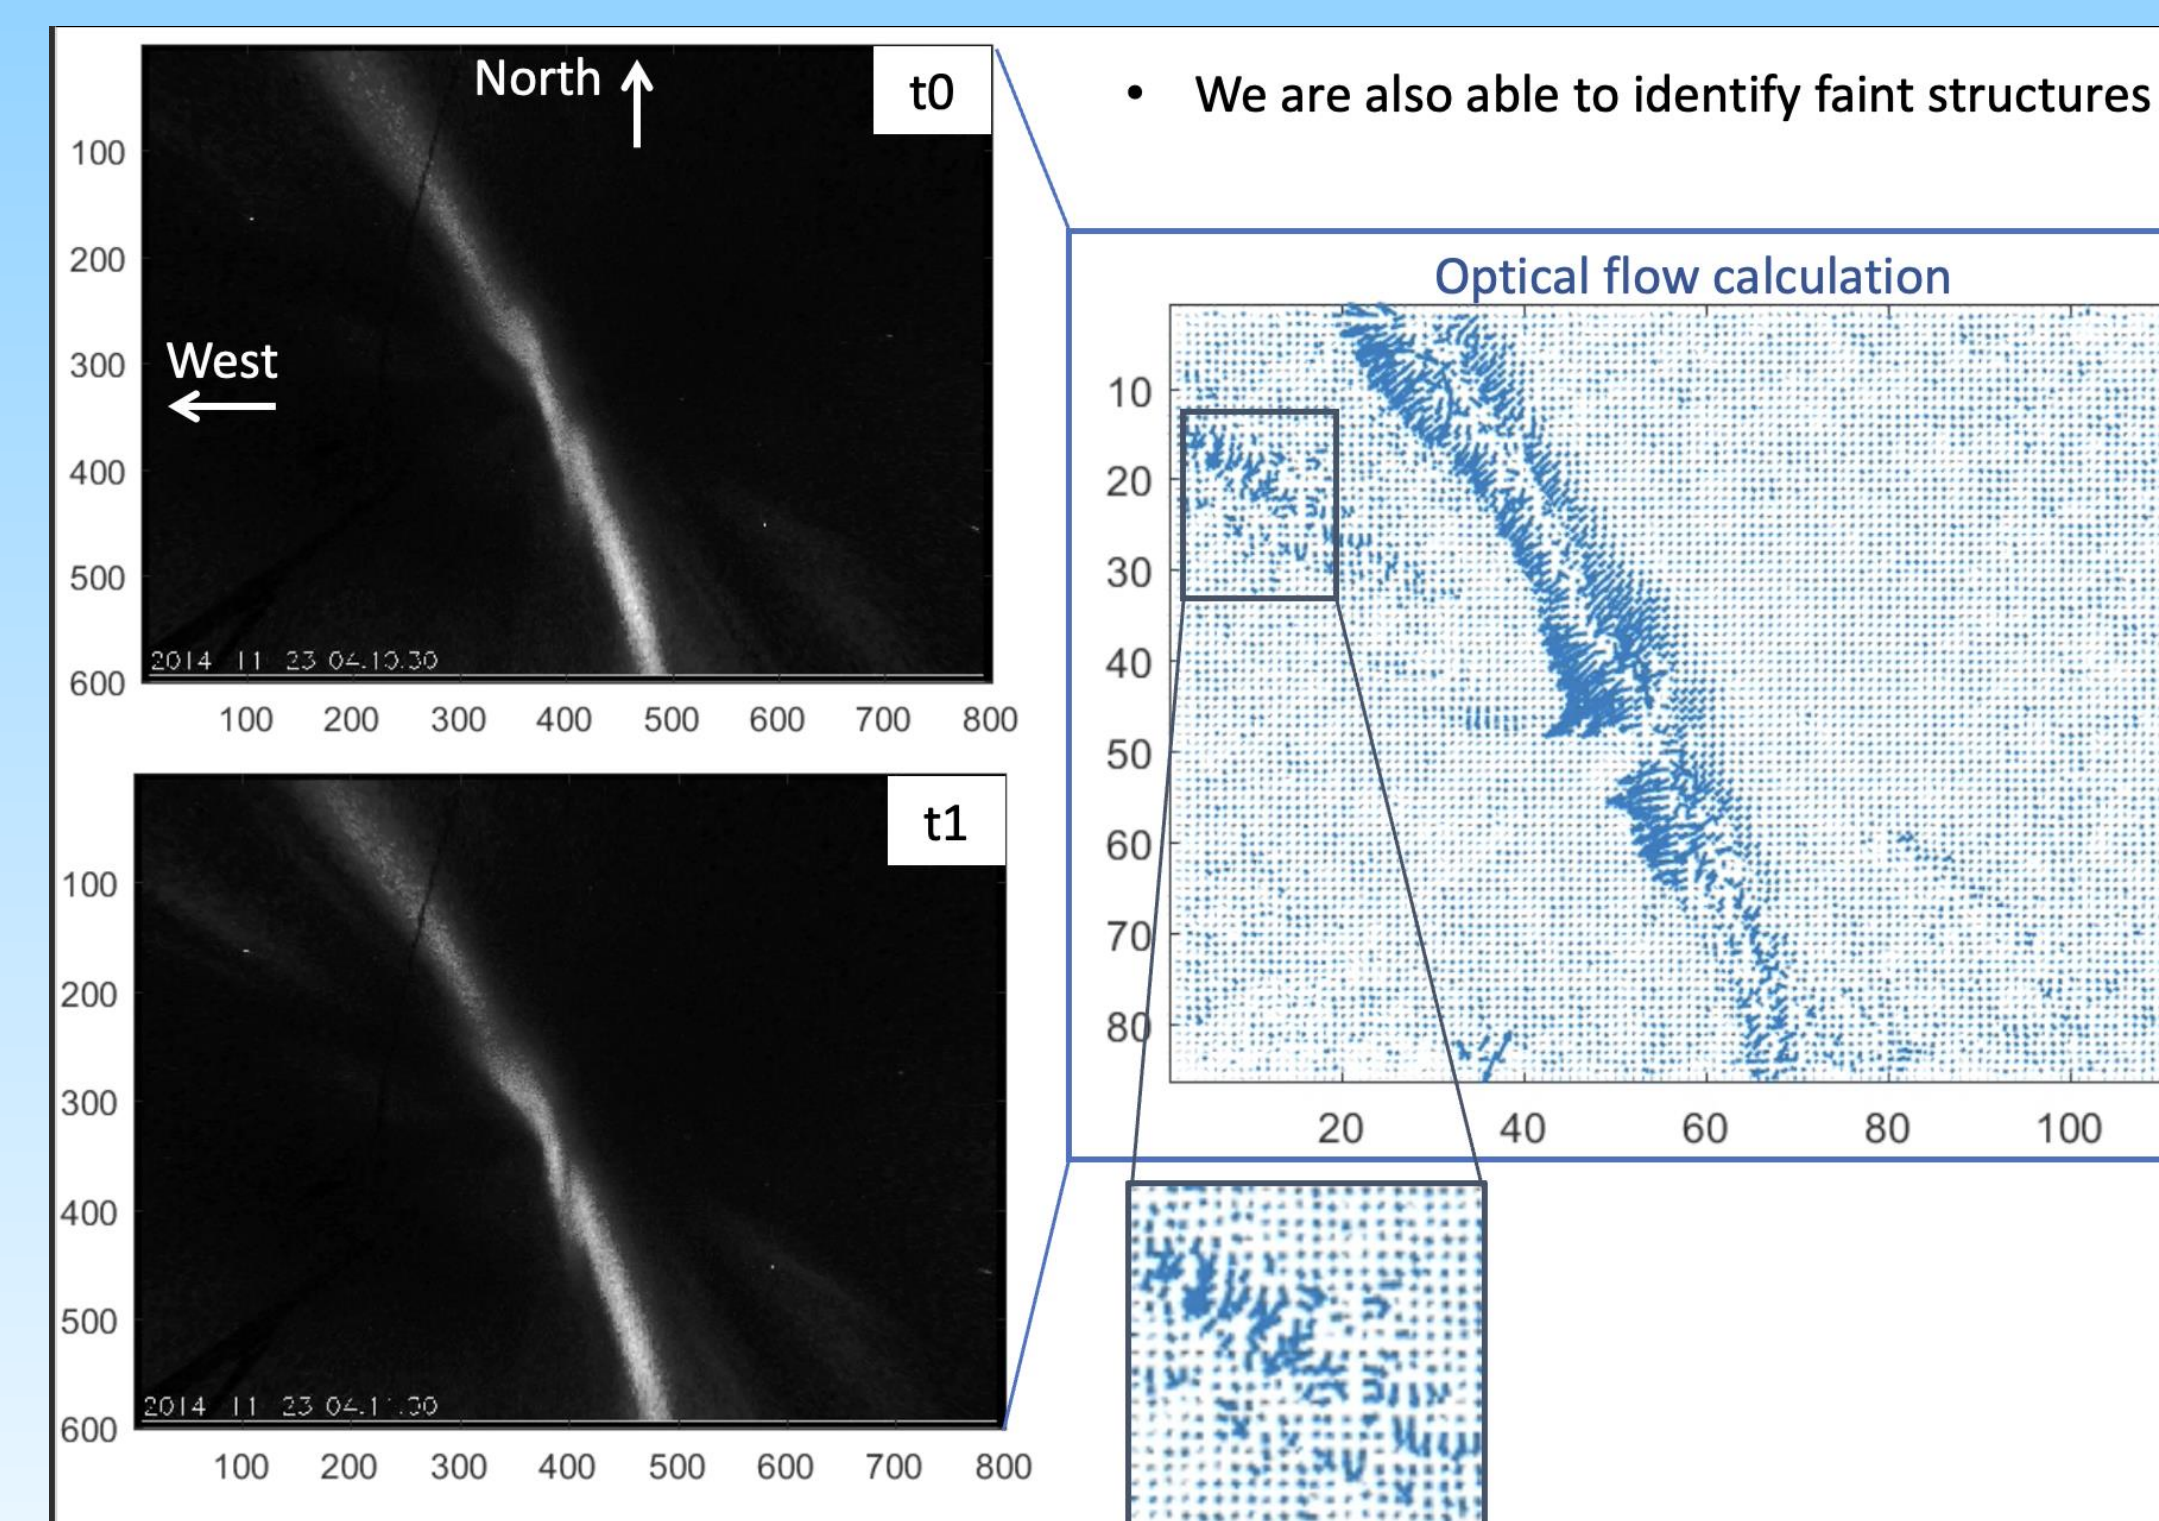 North
t0
West
100
200
300
400
500
600
2014 11 23 04.10.30
100 200 300 400 500 600 700 800
t1
100
200
300
400
500
600
2014 11 23
100 200 300 400 500 600 700 800
• We are also able to identify faint structures
Optical flow calculation
10
20
30
40
50
60
70
80
20 40 60 80 100